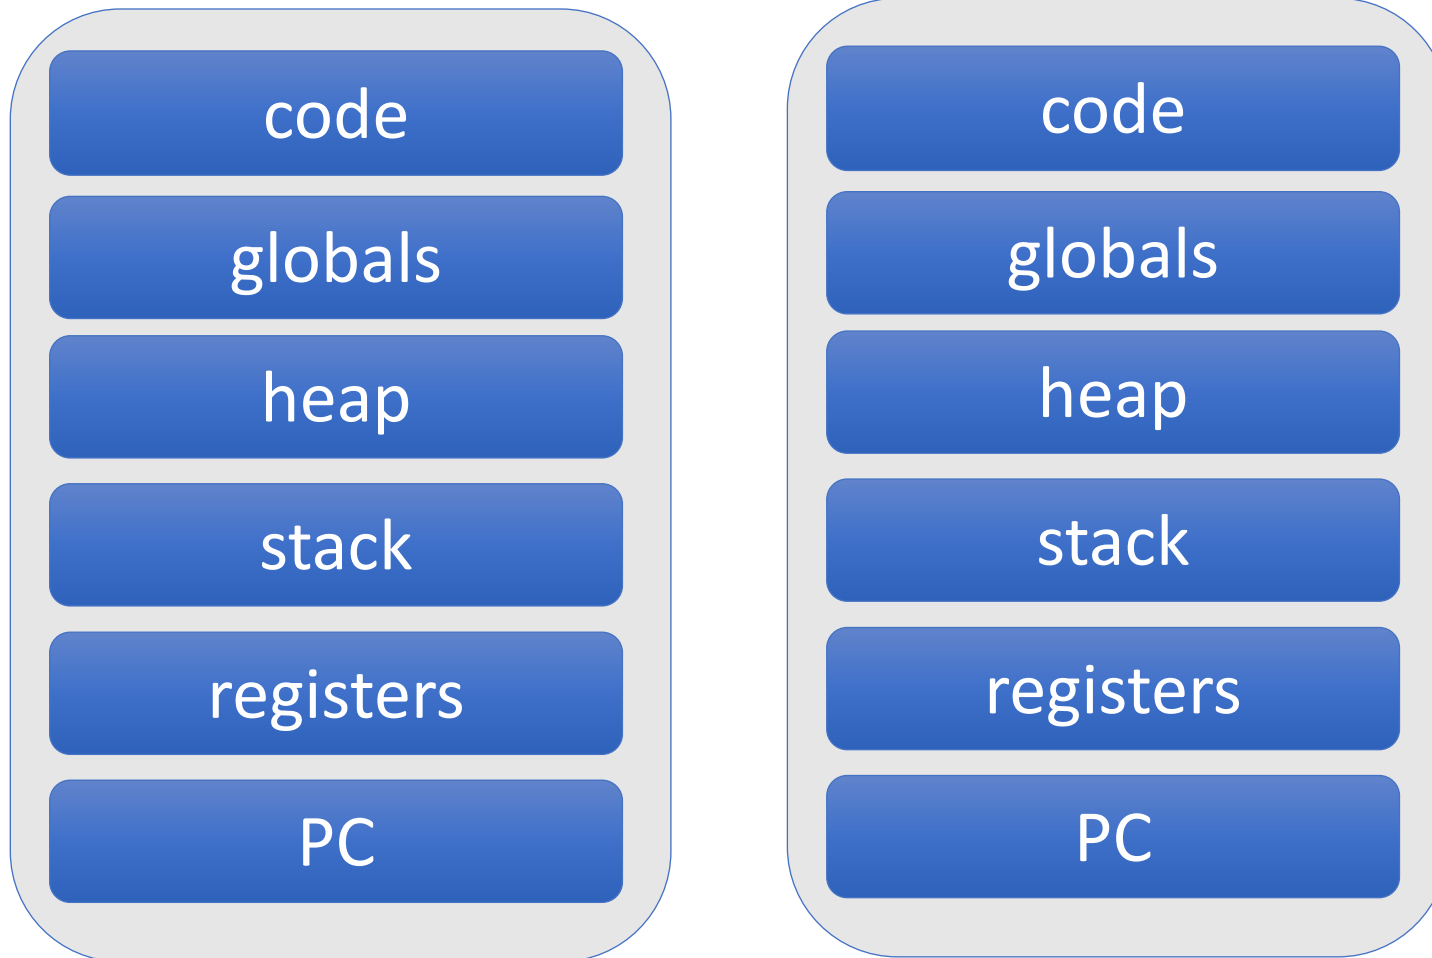 code
globals
heap
stack
registers
PC
code
globals
heap
stack
registers
PC